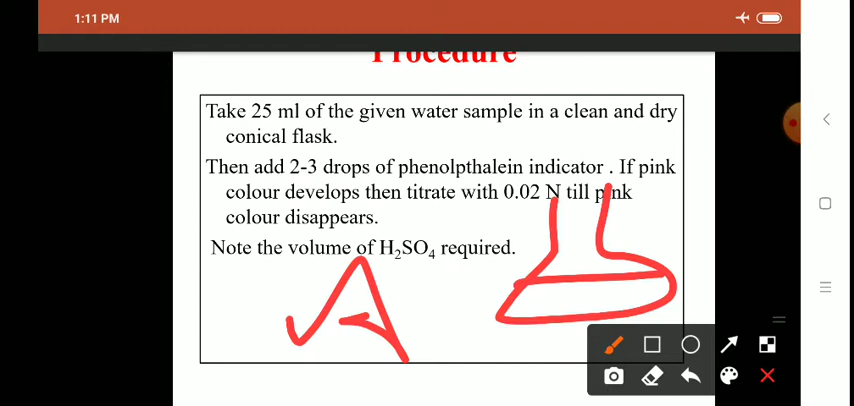 1:11 PM
Procedure
Take 25 ml of the given water sample in a clean and dry
conical flask.
Then add 2-3 drops of phenolpthalein indicator . If pink
colour develops then titrate with 0.02 N till pink
colour disappears.
Note the volume of H₂SO₄ required.
A